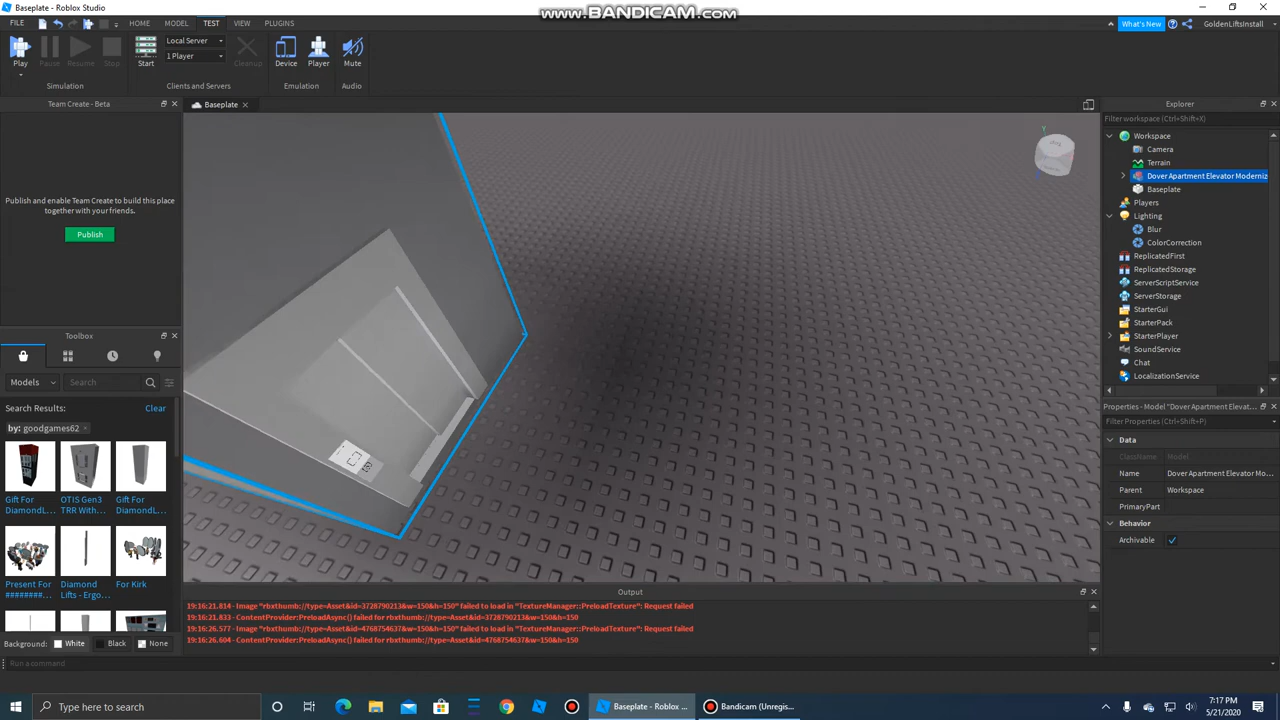 Baseplate - Roblox Studio
www.BANDICAM.com
FILE
HOME
MODEL
TEST
VIEW
PLUGINS
What's New
GoldenLiftsInstall
Play
Pause
Resume
Stop
Start
Local Server
1 Player
Cleanup
Device
Player
Mute
Simulation
Clients and Servers
Emulation
Audio
Team Create - Beta
Publish and enable Team Create to build this place
together with your friends.
Publish
Toolbox
Models
Search
Search Results:
Clear
by: goodgames62
Gift For
DiamondL...
OTIS Gen3
TRR With...
Gift For
DiamondL...
Present For
########...
Diamond
Lifts - Ergo...
For Kirk
Background:
White
Black
None
Baseplate
Output
19:16:21.814 - Image "rbxthumb://type=Asset&id=3728790213&w=150&h=150" failed to load in "TextureManager::PreloadTexture": Request failed
19:16:21.833 - ContentProvider:PreloadAsync() failed for rbxthumb://type=Asset&id=3728790213&w=150&h=150
19:16:26.577 - Image "rbxthumb://type=Asset&id=4768754637&w=150&h=150" failed to load in "TextureManager::PreloadTexture": Request failed
19:16:26.604 - ContentProvider:PreloadAsync() failed for rbxthumb://type=Asset&id=4768754637&w=150&h=150
Explorer
Filter workspace (Ctrl+Shift+X)
Workspace
Camera
Terrain
Dover Apartment Elevator Moderniz
Baseplate
Players
Lighting
Blur
ColorCorrection
ReplicatedFirst
ReplicatedStorage
ServerScriptService
ServerStorage
StarterGui
StarterPack
StarterPlayer
SoundService
Chat
LocalizationService
Properties - Model "Dover Apartment Elevat...
Filter Properties (Ctrl+Shift+P)
Data
ClassName
Model
Name
Dover Apartment Elevator Mo...
Parent
Workspace
PrimaryPart
Behavior
Archivable
Run a command
Type here to search
Baseplate - Roblox ...
Bandicam (Unregis...
7:17 PM
5/21/2020